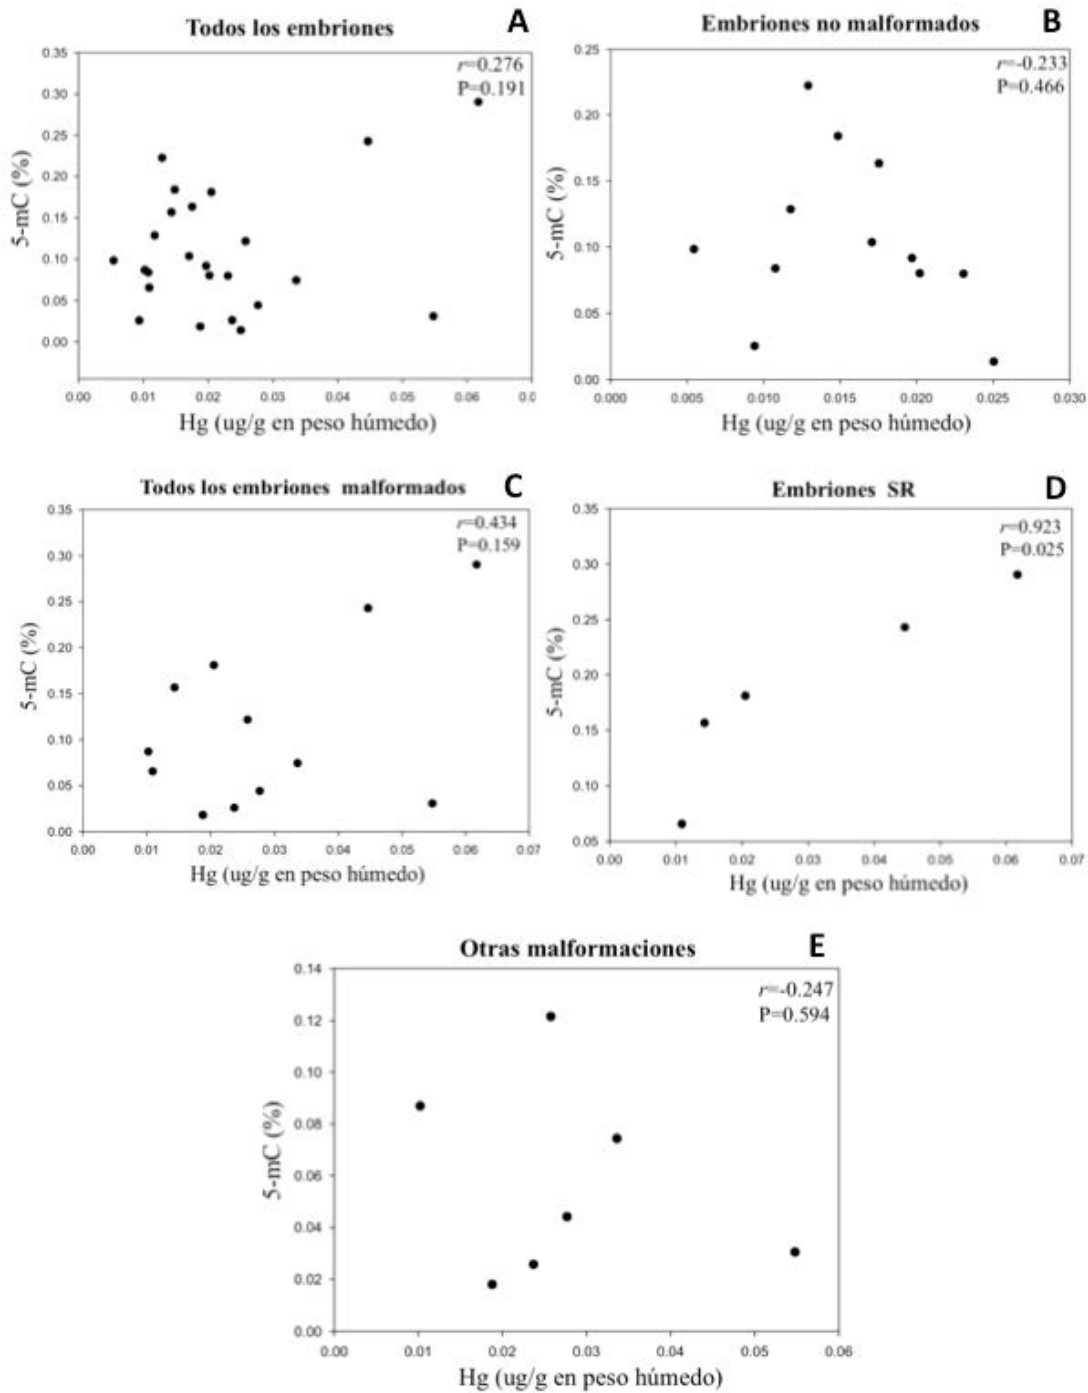 Todos los embriones A
r=0.276
P=0.191
0.35
0.30
0.25
0.20
0.15
0.10
0.05
0.00
5-mC (%)
0.00 0.01 0.02 0.03 0.04 0.05 0.06 0.0
Hg (ug/g en peso húmedo)
Embriones no malformados B
r=-0.233
P=0.466
0.25
0.20
0.15
0.10
0.05
0.00
5-mC (%)
0.000 0.005 0.010 0.015 0.020 0.025 0.030
Hg (ug/g en peso húmedo)
Todos los embriones malformados C
r=0.434
P=0.159
0.35
0.30
0.25
0.20
0.15
0.10
0.05
0.00
5-mC (%)
0.00 0.01 0.02 0.03 0.04 0.05 0.06 0.07
Hg (ug/g en peso húmedo)
Embriones SR D
r=0.923
P=0.025
0.35
0.30
0.25
0.20
0.15
0.10
0.05
5-mC (%)
0.00 0.01 0.02 0.03 0.04 0.05 0.06 0.07
Hg (ug/g en peso húmedo)
Otras malformaciones E
r=-0.247
P=0.594
0.14
0.12
0.10
0.08
0.06
0.04
0.02
0.00
5-mC (%)
0.00 0.01 0.02 0.03 0.04 0.05 0.06
Hg (ug/g en peso húmedo)